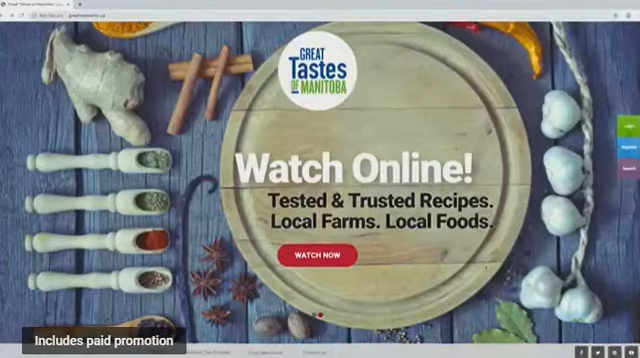 GREAT
Tastes
OF MANITOBA
Watch Online!
Tested & Trusted Recipes.
Local Farms. Local Foods.
WATCH NOW
Includes paid promotion